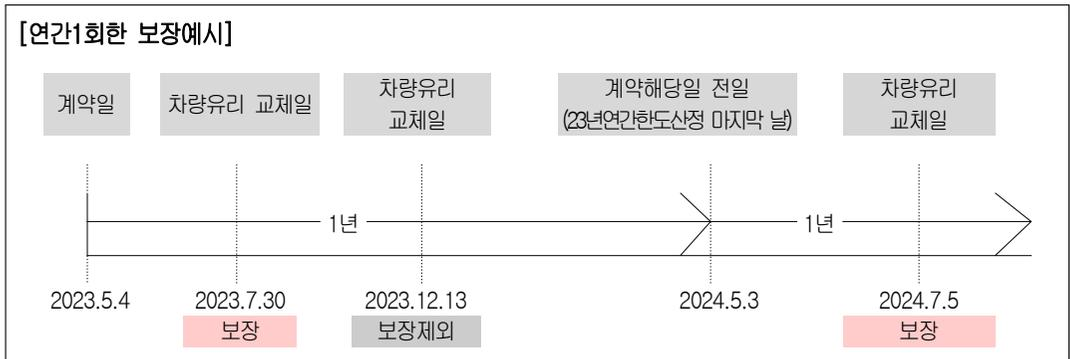 [연간1회한 보장예시]
계약일
차량유리 교체일
차량유리
교체일
계약해당일 전일
(23년연간한도산정 마지막 날)
차량유리
교체일
1년
1년
2023.5.4
2023.7.30
2023.12.13
2024.5.3
2024.7.5
보장
보장제외
보장